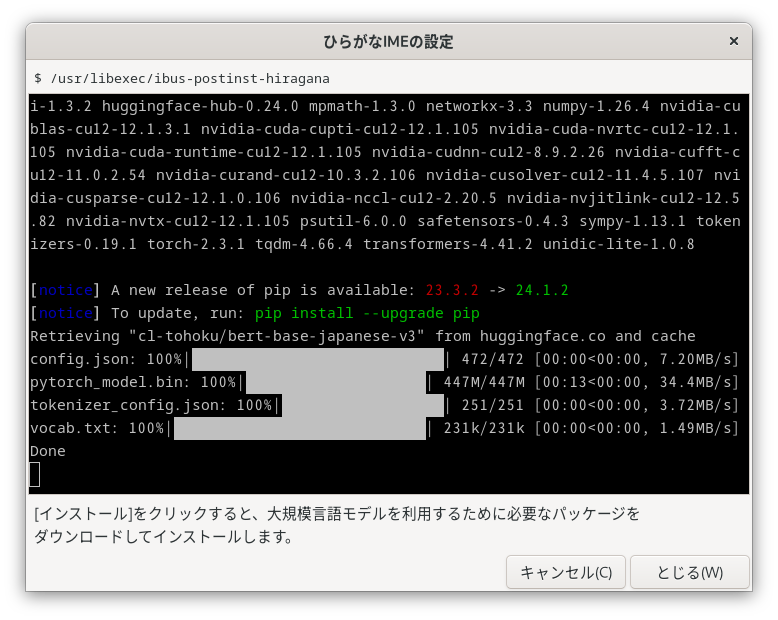 ひらがなIMEの設定
×
$ /usr/libexec/ibus-postinst-hiragana
i-1.3.2 huggingface-hub-0.24.0 mpmath-1.3.0 networkx-3.3 numpy-1.26.4 nvidia-cu
blas-cu12-12.1.3.1 nvidia-cuda-cupti-cu12-12.1.105 nvidia-cuda-nvrtc-cu12-12.1.
105 nvidia-cuda-runtime-cu12-12.1.105 nvidia-cudnn-cu12-8.9.2.26 nvidia-cufft-c
u12-11.0.2.54 nvidia-curand-cu12-10.3.2.106 nvidia-cusolver-cu12-11.4.5.107 nvi
dia-cusparse-cu12-12.1.0.106 nvidia-nccl-cu12-2.20.5 nvidia-nvjitlink-cu12-12.5
.82 nvidia-nvtx-cu12-12.1.105 psutil-6.0.0 safetensors-0.4.3 sympy-1.13.1 token
izers-0.19.1 torch-2.3.1 tqdm-4.66.4 transformers-4.41.2 unidic-lite-1.0.8
[notice] A new release of pip is available: 23.3.2 -> 24.1.2
[notice] To update, run: pip install --upgrade pip
Retrieving "cl-tohoku/bert-base-japanese-v3" from huggingface.co and cache
config.json: 100%| | 472/472 [00:00<00:00, 7.20MB/s]
pytorch_model.bin: 100%| | 447M/447M [00:13<00:00, 34.4MB/s]
tokenizer_config.json: 100%| | 251/251 [00:00<00:00, 3.72MB/s]
vocab.txt: 100%| | 231k/231k [00:00<00:00, 1.49MB/s]
Done
[インストール]をクリックすると、大規模言語モデルを利用するために必要なパッケージを
ダウンロードしてインストールします。
キャンセル(C)
とじる(W)